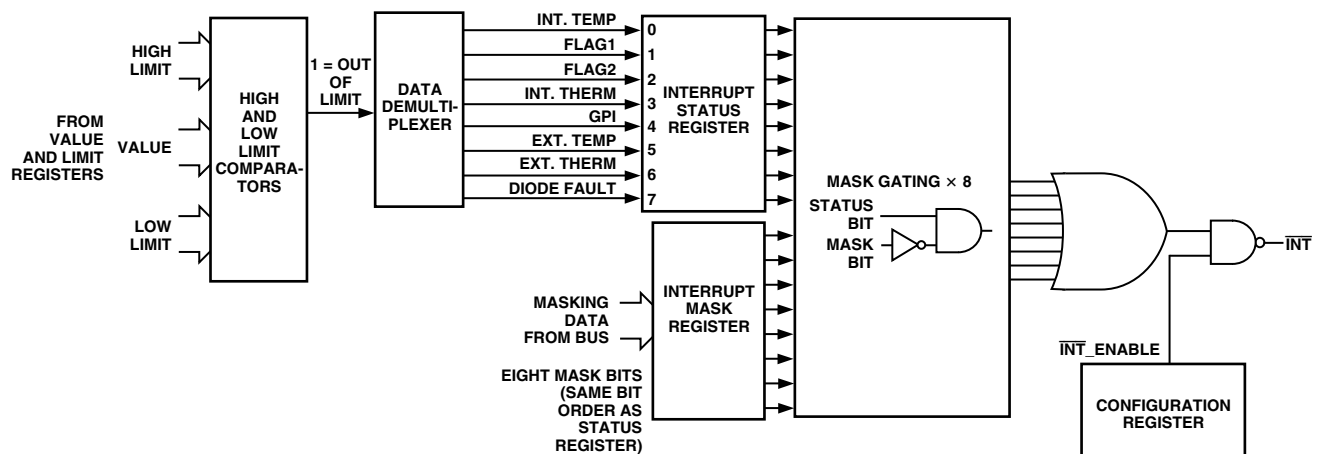 HIGH
LIMIT
FROM
VALUE
AND LIMIT
REGISTERS
VALUE
LOW
LIMIT
HIGH
AND
LOW
LIMIT
COMPARA-
TORS
1 = OUT
OF
LIMIT
DATA
DEMULTI-
PLEXER
INT. TEMP
FLAG1
FLAG2
INT. THERM
GPI
EXT. TEMP
EXT. THERM
DIODE FAULT
0
1
2
3
4
5
6
7
INTERRUPT
STATUS
REGISTER
MASKING
DATA
FROM BUS
EIGHT MASK BITS
(SAME BIT
ORDER AS
STATUS
REGISTER)
INTERRUPT
MASK
REGISTER
MASK GATING × 8
STATUS
BIT
MASK
BIT
I̅N̅T̅
I̅N̅T̅_ENABLE
CONFIGURATION
REGISTER